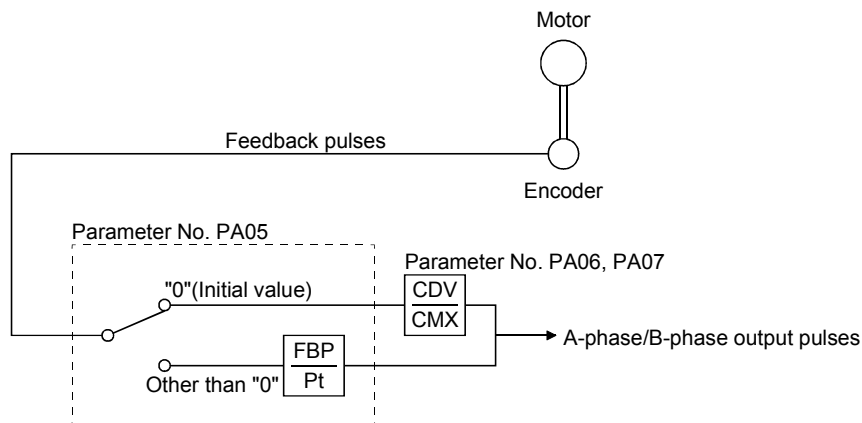 Motor
Feedback pulses
Encoder
Parameter No. PA05
Parameter No. PA06, PA07
"0"(Initial value)
CDV
CMX
A-phase/B-phase output pulses
FBP
Pt
Other than "0"